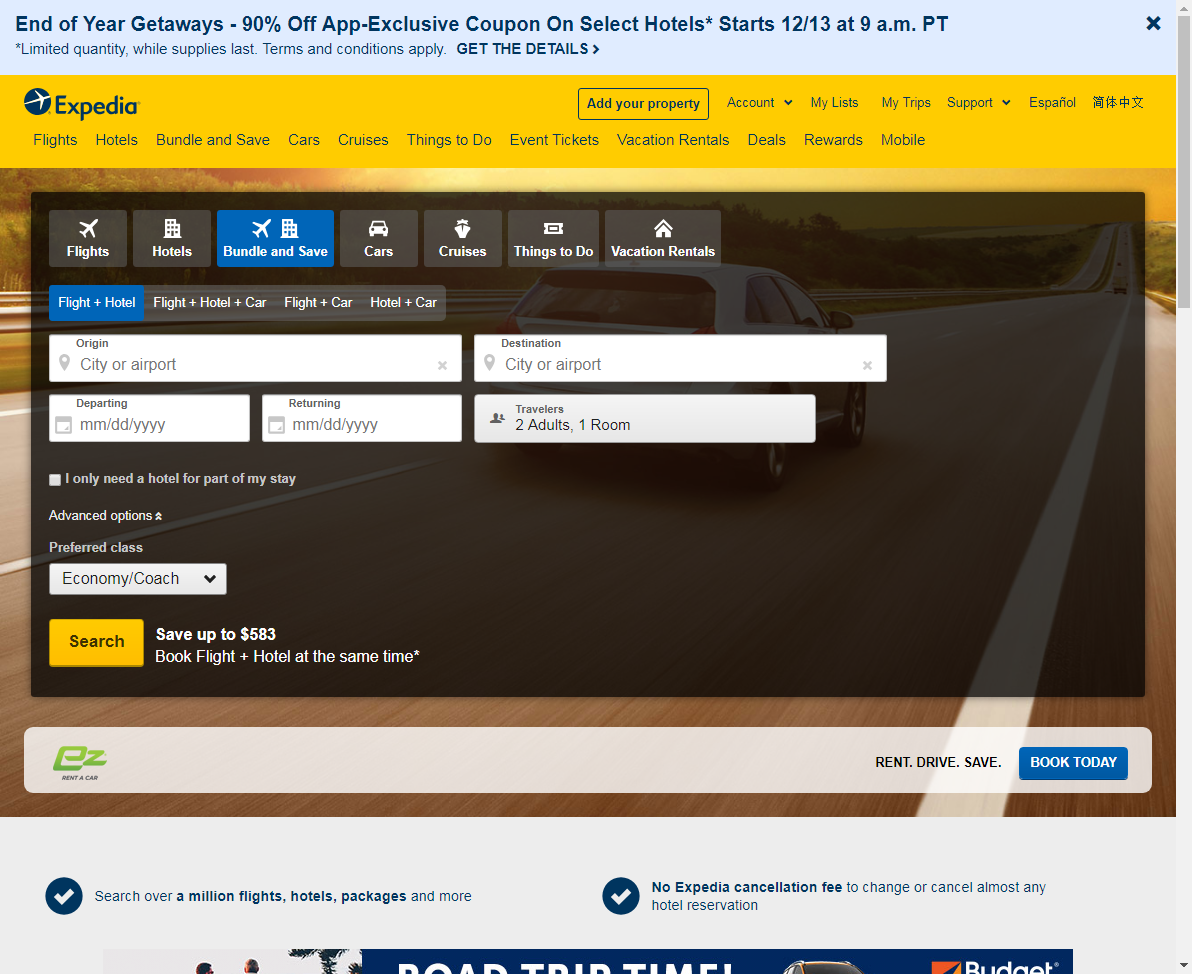 End of Year Getaways - 90% Off App-Exclusive Coupon On Select Hotels* Starts 12/13 at 9 a.m. PT
*Limited quantity, while supplies last. Terms and conditions apply. GET THE DETAILS
Expedia
Add your property
Account
My Lists
My Trips
Support
Español
简体中文
Flights
Hotels
Bundle and Save
Cars
Cruises
Things to Do
Event Tickets
Vacation Rentals
Deals
Rewards
Mobile
Flights
Hotels
Bundle and Save
Cars
Cruises
Things to Do
Vacation Rentals
Flight + Hotel
Flight + Hotel + Car
Flight + Car
Hotel + Car
Origin
City or airport
Destination
City or airport
Departing
mm/dd/yyyy
Returning
mm/dd/yyyy
Travelers
2 Adults, 1 Room
I only need a hotel for part of my stay
Advanced options
Preferred class
Economy/Coach
Search
Save up to $583
Book Flight + Hotel at the same time*
ez
RENT A CAR
RENT. DRIVE. SAVE.
BOOK TODAY
Search over a million flights, hotels, packages and more
No Expedia cancellation fee to change or cancel almost any
hotel reservation
ROAD TRIP TIME!
Budget